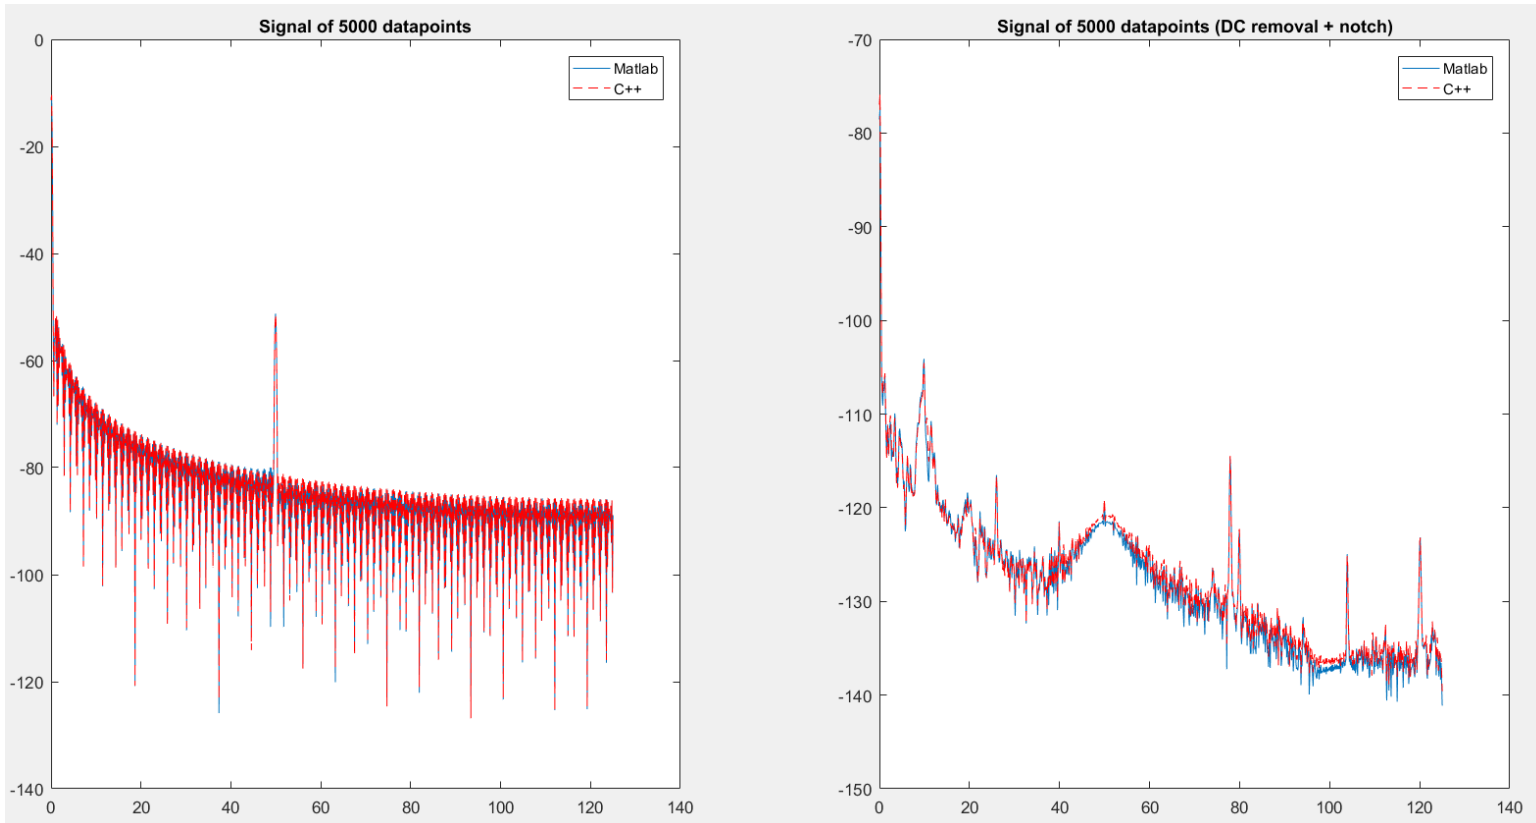 Signal of 5000 datapoints
0
-20
-40
-60
-80
-100
-120
-140
0 20 40 60 80 100 120 140
Matlab
C++
Signal of 5000 datapoints (DC removal + notch)
-70
-80
-90
-100
-110
-120
-130
-140
-150
0 20 40 60 80 100 120 140
Matlab
C++